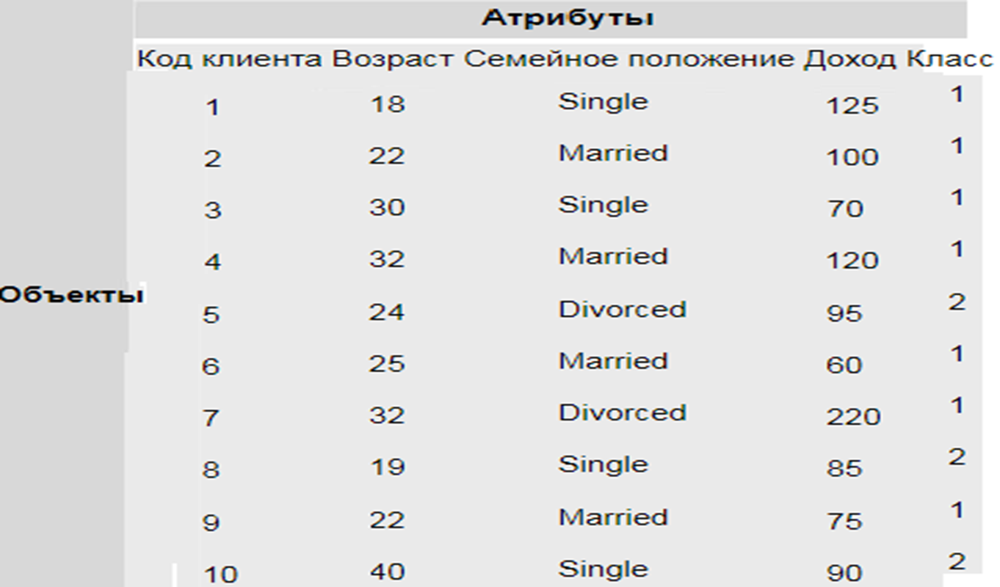 Атрибуты
Код клиента Возраст Семейное положение Доход Класс
1 18 Single 125 1
2 22 Married 100 1
3 30 Single 70 1
4 32 Married 120 1
Объекты
5 24 Divorced 95 2
6 25 Married 60 1
7 32 Divorced 220 1
8 19 Single 85 2
9 22 Married 75 1
10 40 Single 90 2